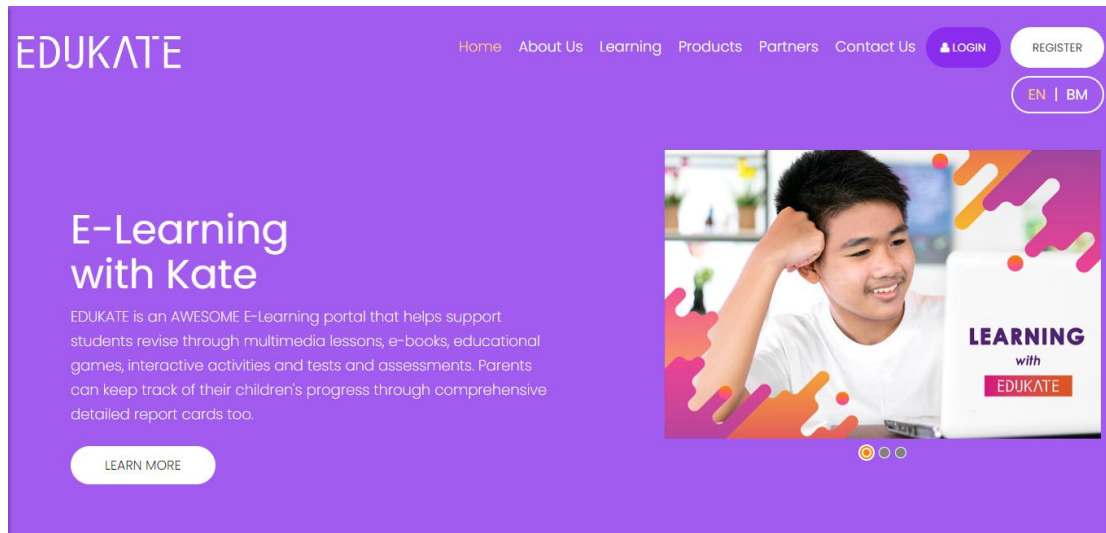 EDUKATE
Home About Us Learning Products Partners Contact Us LOGIN REGISTER
EN | BM
E-Learning
with Kate
EDUKATE is an AWESOME E-Learning portal that helps support
students revise through multimedia lessons, e-books, educational
games, interactive activities and tests and assessments. Parents
can keep track of their children's progress through comprehensive
detailed report cards too.
LEARN MORE
LEARNING
with
EDUKATE